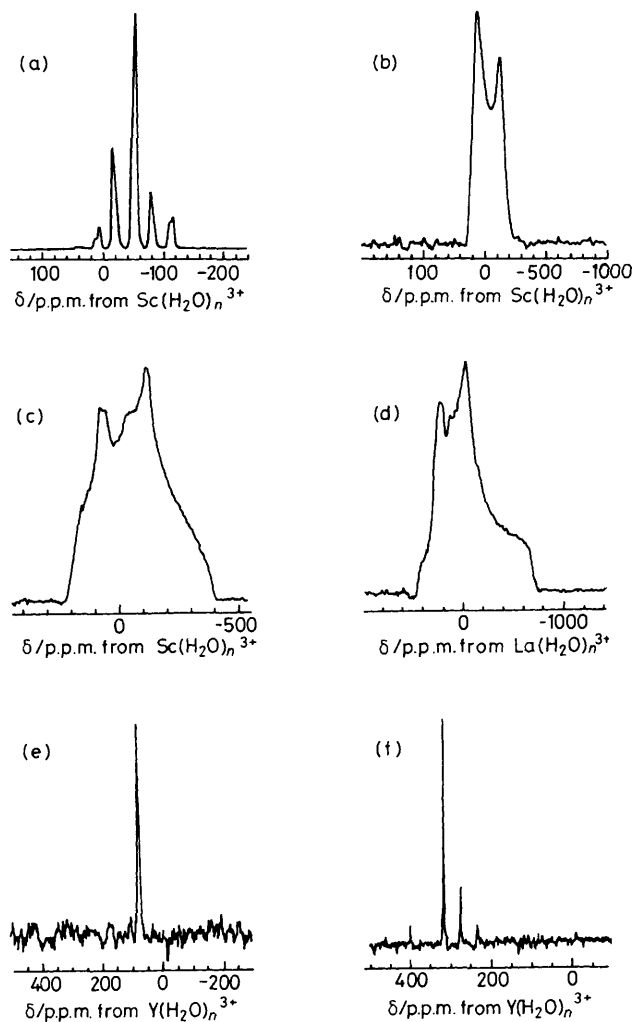 (a)
100 0 -100 -200
δ/p.p.m. from Sc(H₂O)ₙ³⁺
(b)
100 0 -500 -1000
δ/p.p.m. from Sc(H₂O)ₙ³⁺
(c)
0 -500
δ/p.p.m. from Sc(H₂O)ₙ³⁺
(d)
0 -1000
δ/p.p.m. from La(H₂O)ₙ³⁺
(e)
400 200 0 -200
δ/p.p.m. from Y(H₂O)ₙ³⁺
(f)
400 200 0
δ/p.p.m. from Y(H₂O)ₙ³⁺